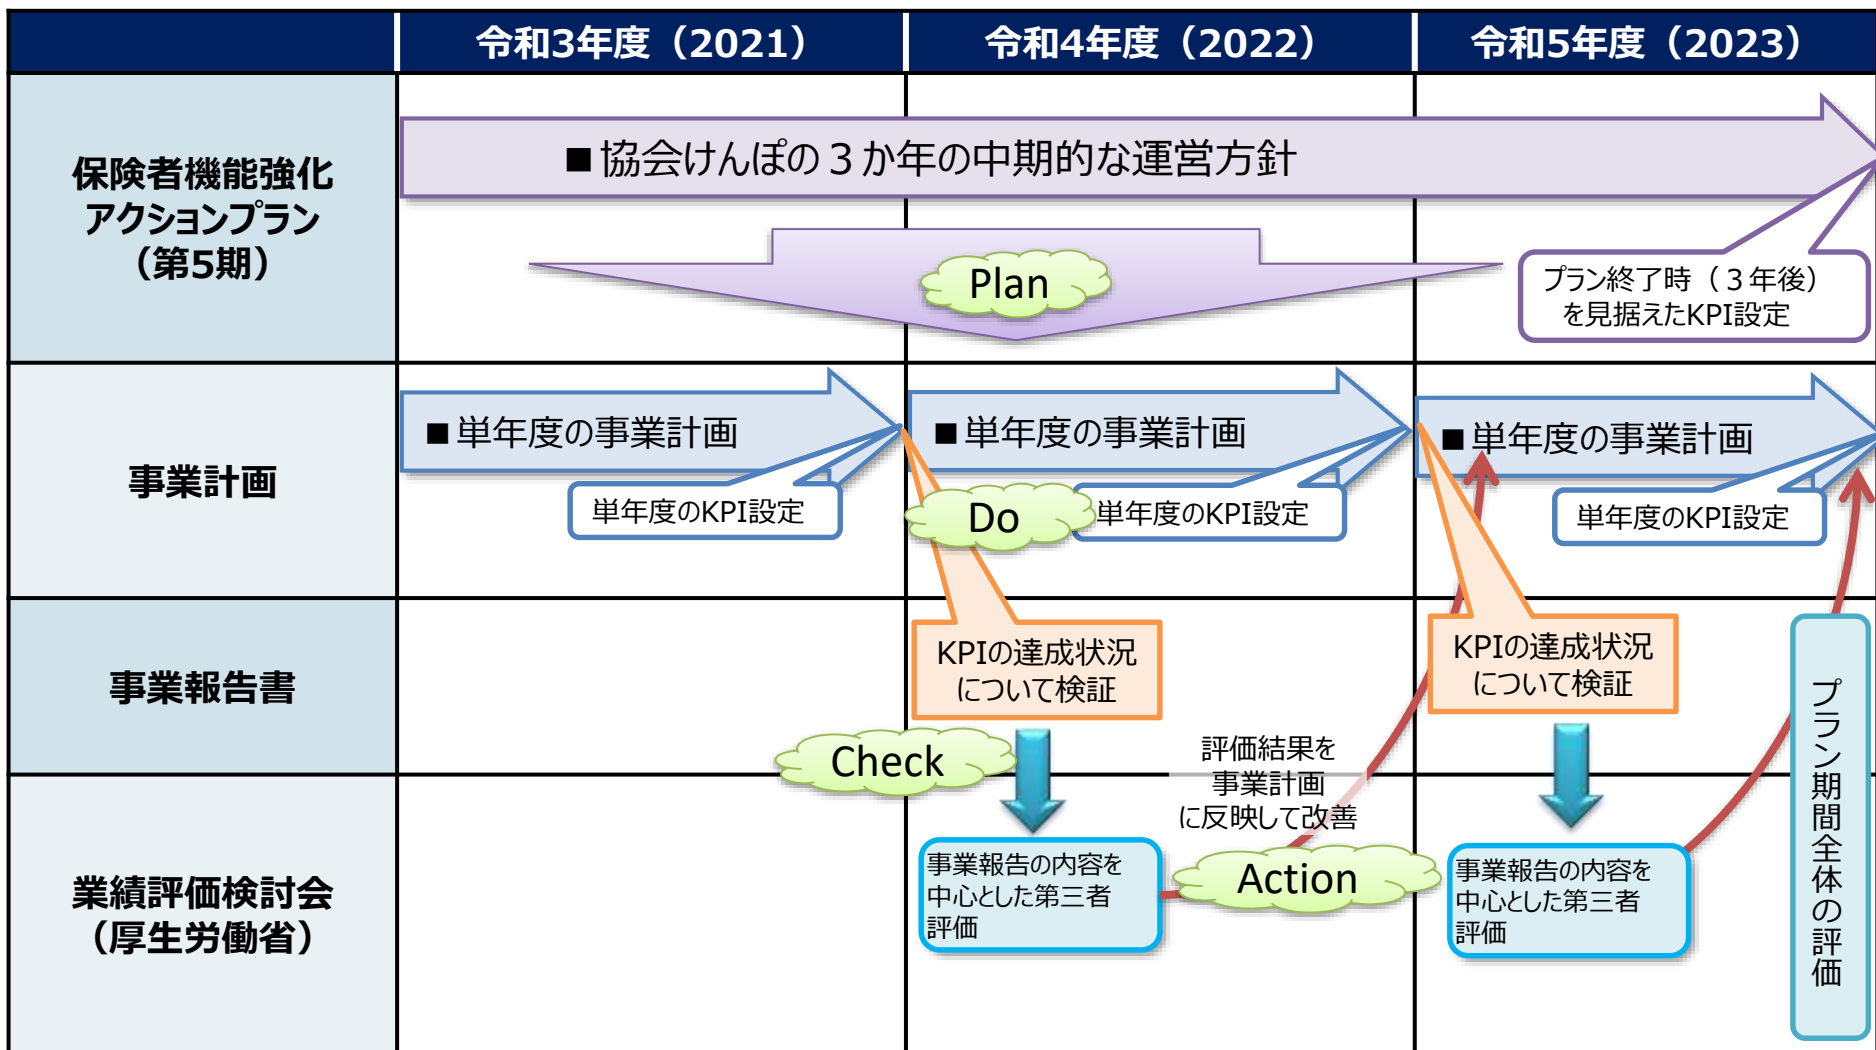 令和3年度（2021）
令和4年度（2022）
令和5年度（2023）
保険者機能強化
アクションプラン
（第5期）
■協会けんぽの３か年の中期的な運営方針
Plan
プラン終了時（３年後）
を見据えたKPI設定
事業計画
■単年度の事業計画
単年度のKPI設定
■単年度の事業計画
Do
単年度のKPI設定
■単年度の事業計画
単年度のKPI設定
事業報告書
KPIの達成状況
について検証
KPIの達成状況
について検証
Check
評価結果を
事業計画
に反映して改善
業績評価検討会
（厚生労働省）
事業報告の内容を
中心とした第三者
評価
Action
事業報告の内容を
中心とした第三者
評価
プラン期間全体の評価